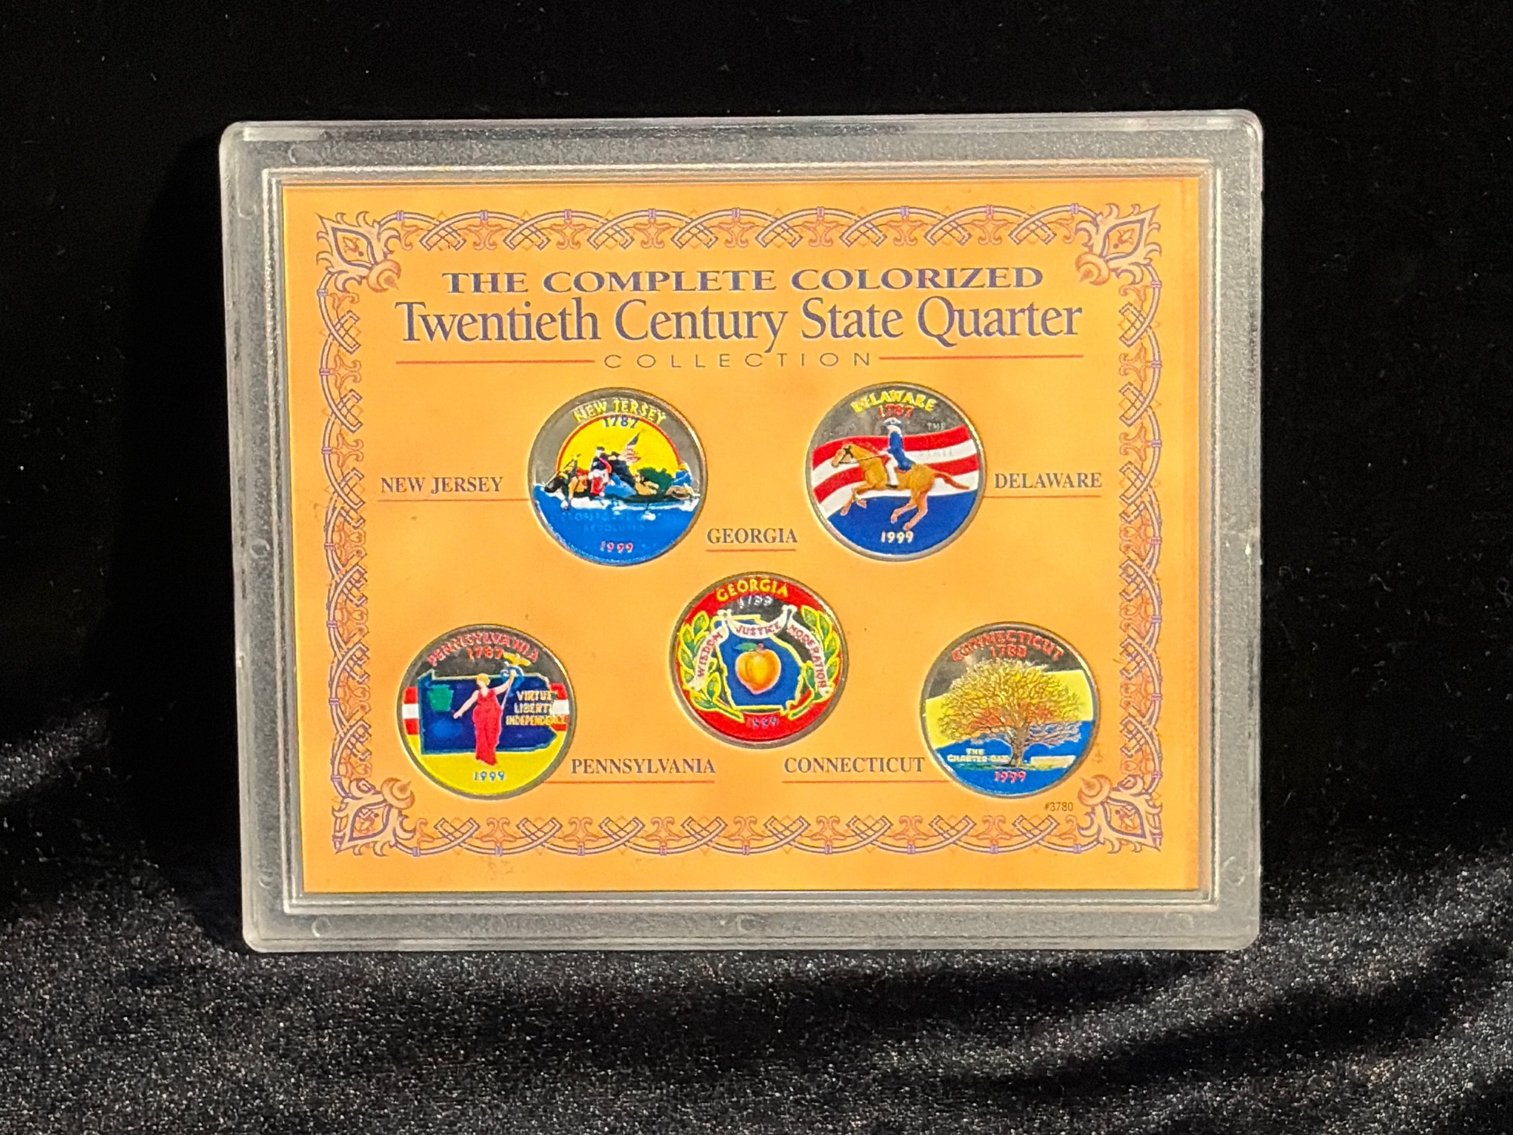 THE COMPLETE COLORIZED
Twentieth Century State Quarter
COLLECTION
NEW JERSEY
1787
1999
NEW JERSEY
DELAWARE
1787
THE
1999
DELAWARE
GEORGIA
GEORGIA
WISDOM JUSTICE MODERATION
1999
PENNSYLVANIA
1787
VIRTUE
LIBERTY
INDEPENDENCE
1999
PENNSYLVANIA
CONNECTICUT
1788
THE
CHARTER OAK
1999
CONNECTICUT
#3780